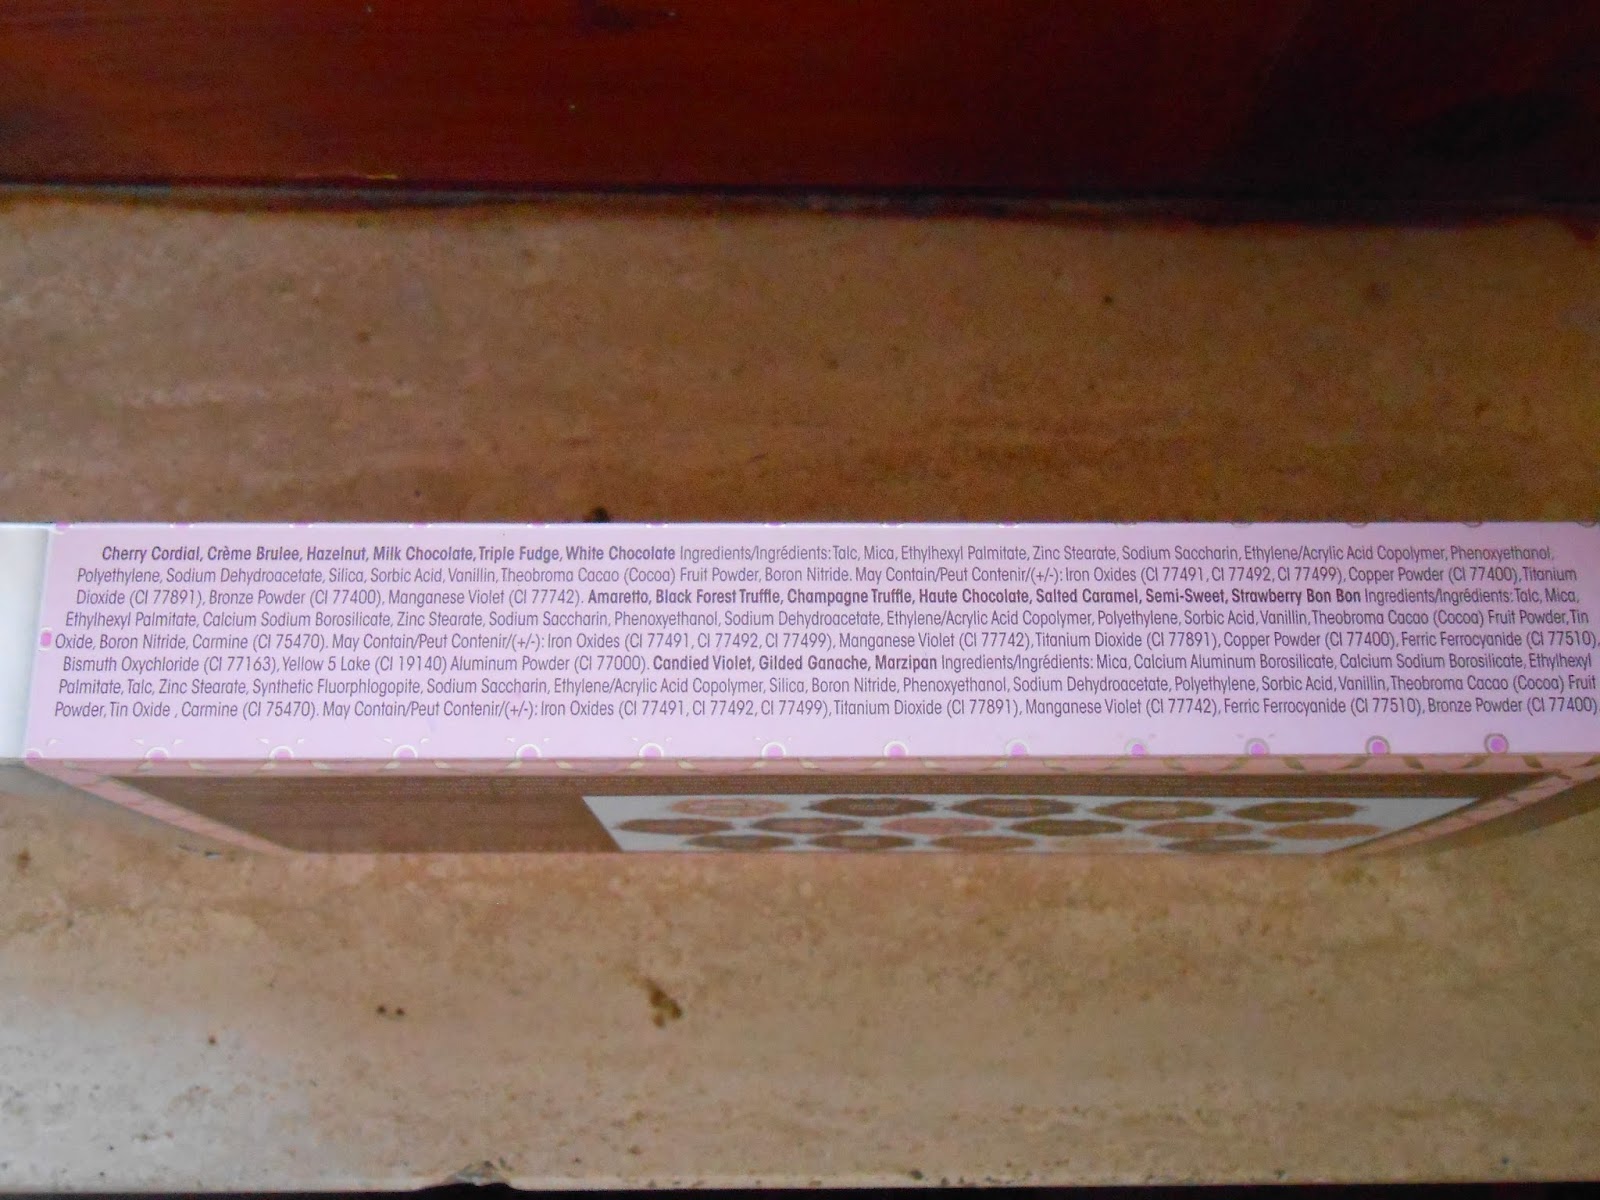 Cherry Cordial, Crème Brulee, Hazelnut, Milk Chocolate, Triple Fudge, White Chocolate Ingredients/Ingrédients: Talc, Mica, Ethylhexyl Palmitate, Zinc Stearate, Sodium Saccharin, Ethylene/Acrylic Acid Copolymer, Phenoxyethanol,
Polyethylene, Sodium Dehydroacetate, Silica, Sorbic Acid, Vanillin, Theobroma Cacao (Cocoa) Fruit Powder, Boron Nitride. May Contain/Peut Contenir/(+/-): Iron Oxides (CI 77491, CI 77492, CI 77499), Copper Powder (CI 77400), Titanium
Dioxide (CI 77891), Bronze Powder (CI 77400), Manganese Violet (CI 77742). Amaretto, Black Forest Truffle, Champagne Truffle, Haute Chocolate, Salted Caramel, Semi-Sweet, Strawberry Bon Bon Ingredients/Ingrédients: Talc, Mica,
Ethylhexyl Palmitate, Calcium Sodium Borosilicate, Zinc Stearate, Sodium Saccharin, Phenoxyethanol, Sodium Dehydroacetate, Ethylene/Acrylic Acid Copolymer, Polyethylene, Sorbic Acid, Vanillin, Theobroma Cacao (Cocoa) Fruit Powder, Tin
Oxide, Boron Nitride, Carmine (CI 75470). May Contain/Peut Contenir/(+/-): Iron Oxides (CI 77491, CI 77492, CI 77499), Manganese Violet (CI 77742), Titanium Dioxide (CI 77891), Copper Powder (CI 77400), Ferric Ferrocyanide (CI 77510),
Bismuth Oxychloride (CI 77163), Yellow 5 Lake (CI 19140) Aluminum Powder (CI 77000). Candied Violet, Gilded Ganache, Marzipan Ingredients/Ingrédients: Mica, Calcium Aluminum Borosilicate, Calcium Sodium Borosilicate, Ethylhexyl
Palmitate, Talc, Zinc Stearate, Synthetic Fluorphlogopite, Sodium Saccharin, Ethylene/Acrylic Acid Copolymer, Silica, Boron Nitride, Phenoxyethanol, Sodium Dehydroacetate, Polyethylene, Sorbic Acid, Vanillin, Theobroma Cacao (Cocoa) Fruit
Powder, Tin Oxide , Carmine (CI 75470). May Contain/Peut Contenir/(+/-): Iron Oxides (CI 77491, CI 77492, CI 77499), Titanium Dioxide (CI 77891), Manganese Violet (CI 77742), Ferric Ferrocyanide (CI 77510), Bronze Powder (CI 77400).